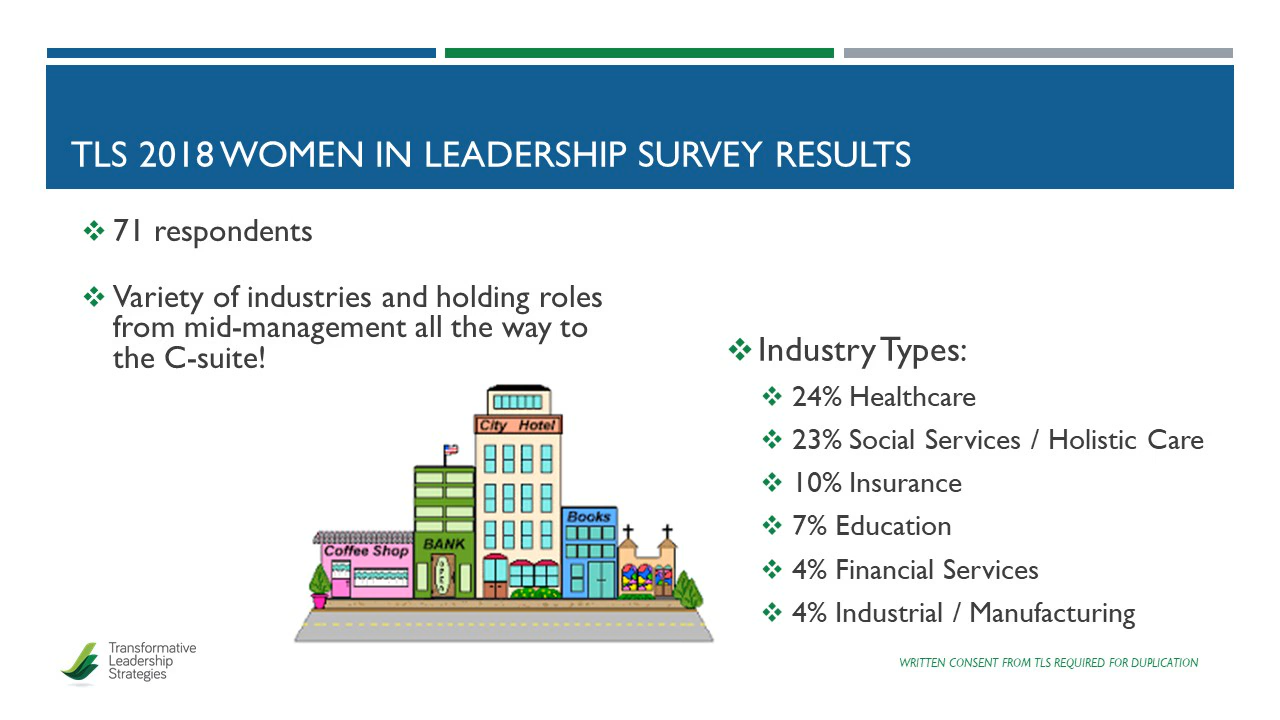 TLS 2018 WOMEN IN LEADERSHIP SURVEY RESULTS
71 respondents
Variety of industries and holding roles
from mid-management all the way to
the C-suite!
City Hotel
Books
BANK
Coffee Shop
OPEN
Industry Types:
24% Healthcare
23% Social Services / Holistic Care
10% Insurance
7% Education
4% Financial Services
4% Industrial / Manufacturing
Transformative
Leadership
Strategies
WRITTEN CONSENT FROM TLS REQUIRED FOR DUPLICATION